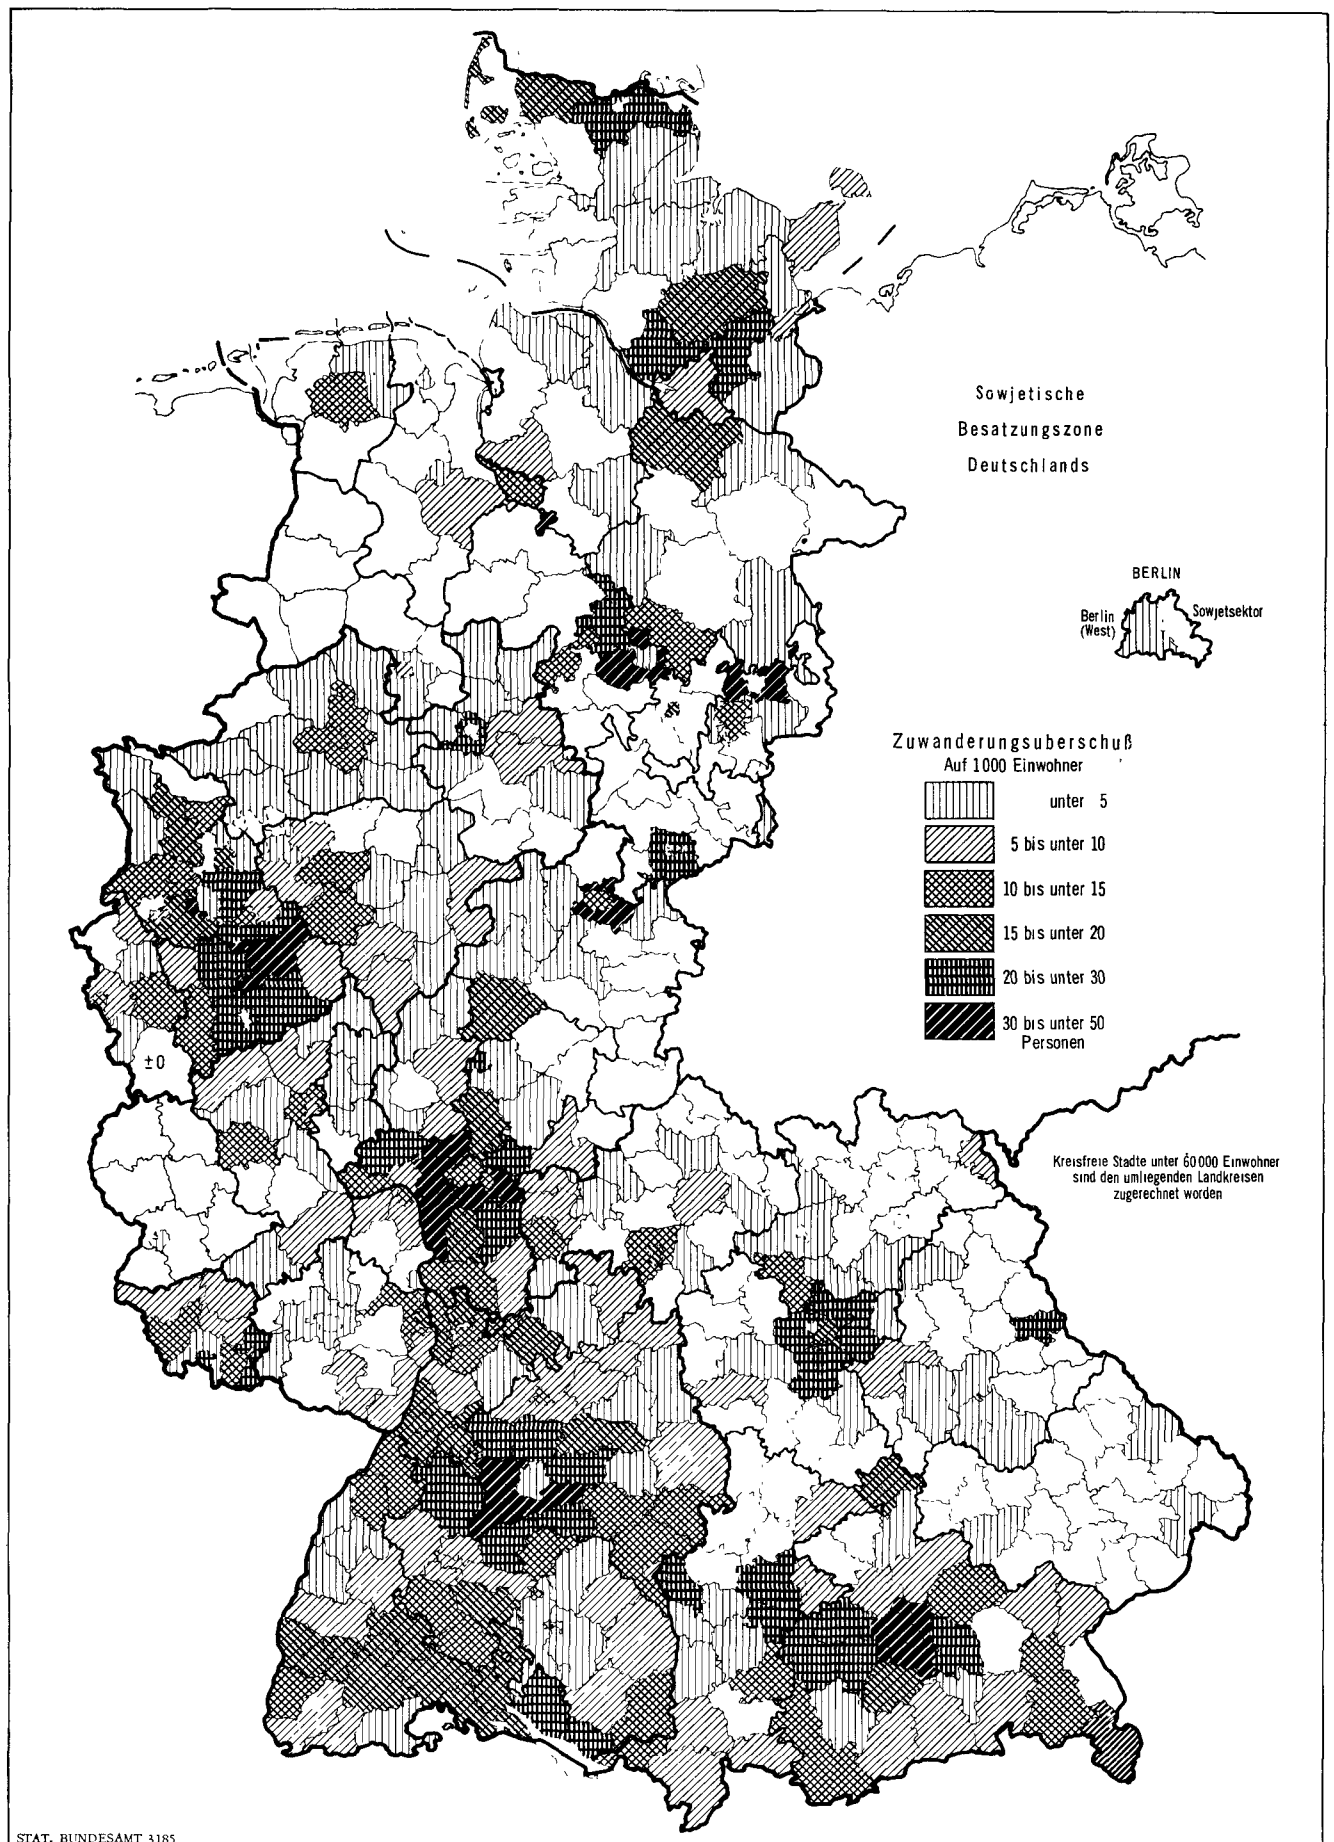 Sowjetische
Besatzungszone
Deutschlands
BERLIN
Berlin
(West)
Sowjetsektor
Zuwanderungsuberschuß
Auf 1000 Einwohner
unter 5
5 bis unter 10
10 bis unter 15
15 bis unter 20
20 bis unter 30
30 bis unter 50
Personen
±0
Kreisfreie Stadte unter 60000 Einwohner
sind den umliegenden Landkreisen
zugerechnet worden
STAT. BUNDESAMT 3185